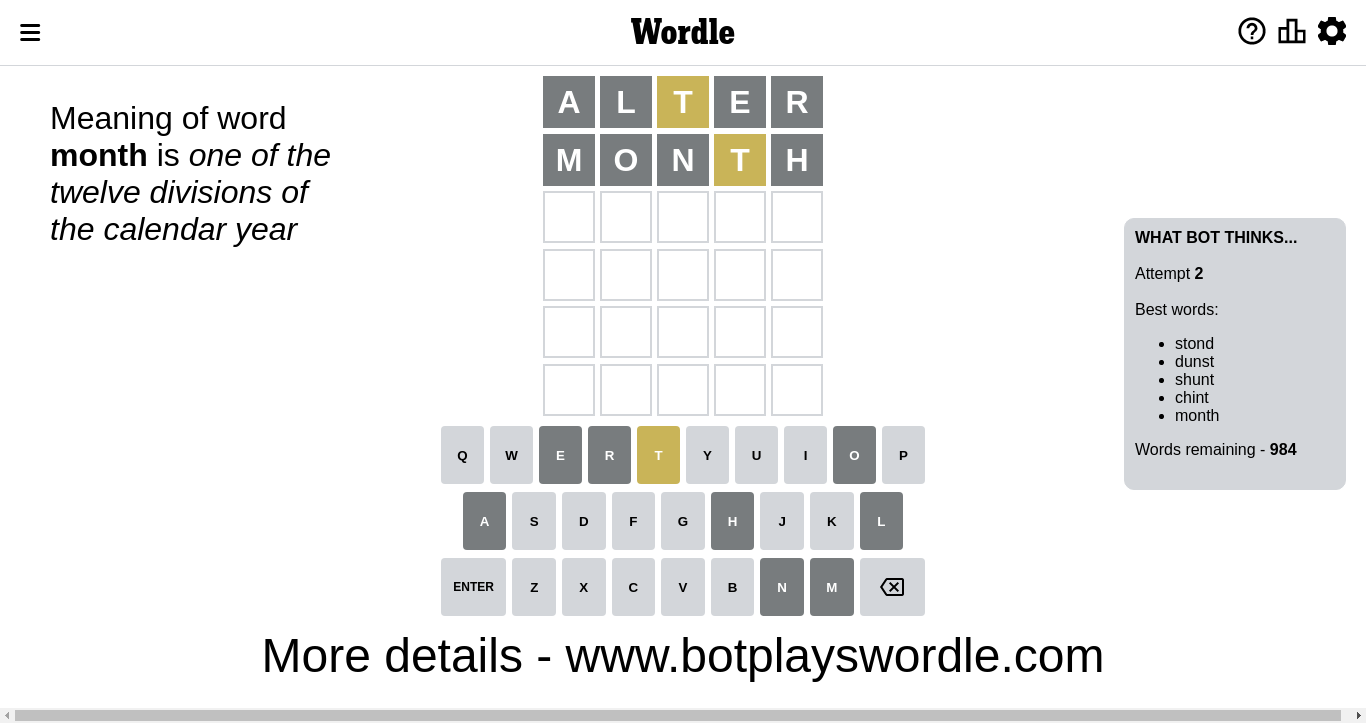 Wordle
Meaning of word
month is one of the
twelve divisions of
the calendar year
A L T E R
M O N T H
WHAT BOT THINKS...
Attempt 2
Best words:
stond
dunst
shunt
chint
month
Words remaining - 984
Q W E R T Y U I O P
A S D F G H J K L
ENTER Z X C V B N M
More details - www.botplayswordle.com